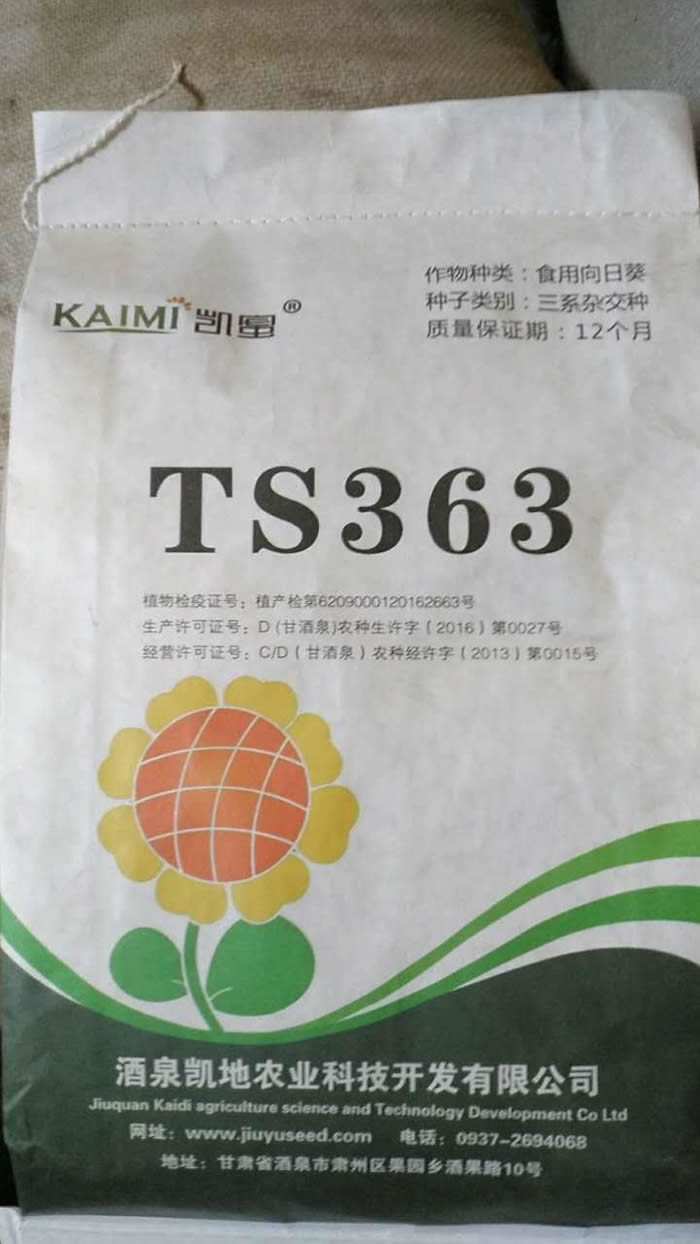 作物种类：食用向日葵
种子类别：三系杂交种
质量保证期：12个月
KAIMI 凯蜜®
TS363
植物检疫证号：植产检第6209000120162663号
生产许可证号：D (甘酒泉)农种生许字（2016）第0027号
经营许可证号：C/D（甘酒泉）农种经许字（2013）第0015号
酒泉凯地农业科技开发有限公司
Jiuquan Kaidi agriculture science and Technology Development Co Ltd
网址：www.jiuyuseed.com 电话：0937-2694068
地址：甘肃省酒泉市肃州区果园乡酒果路10号